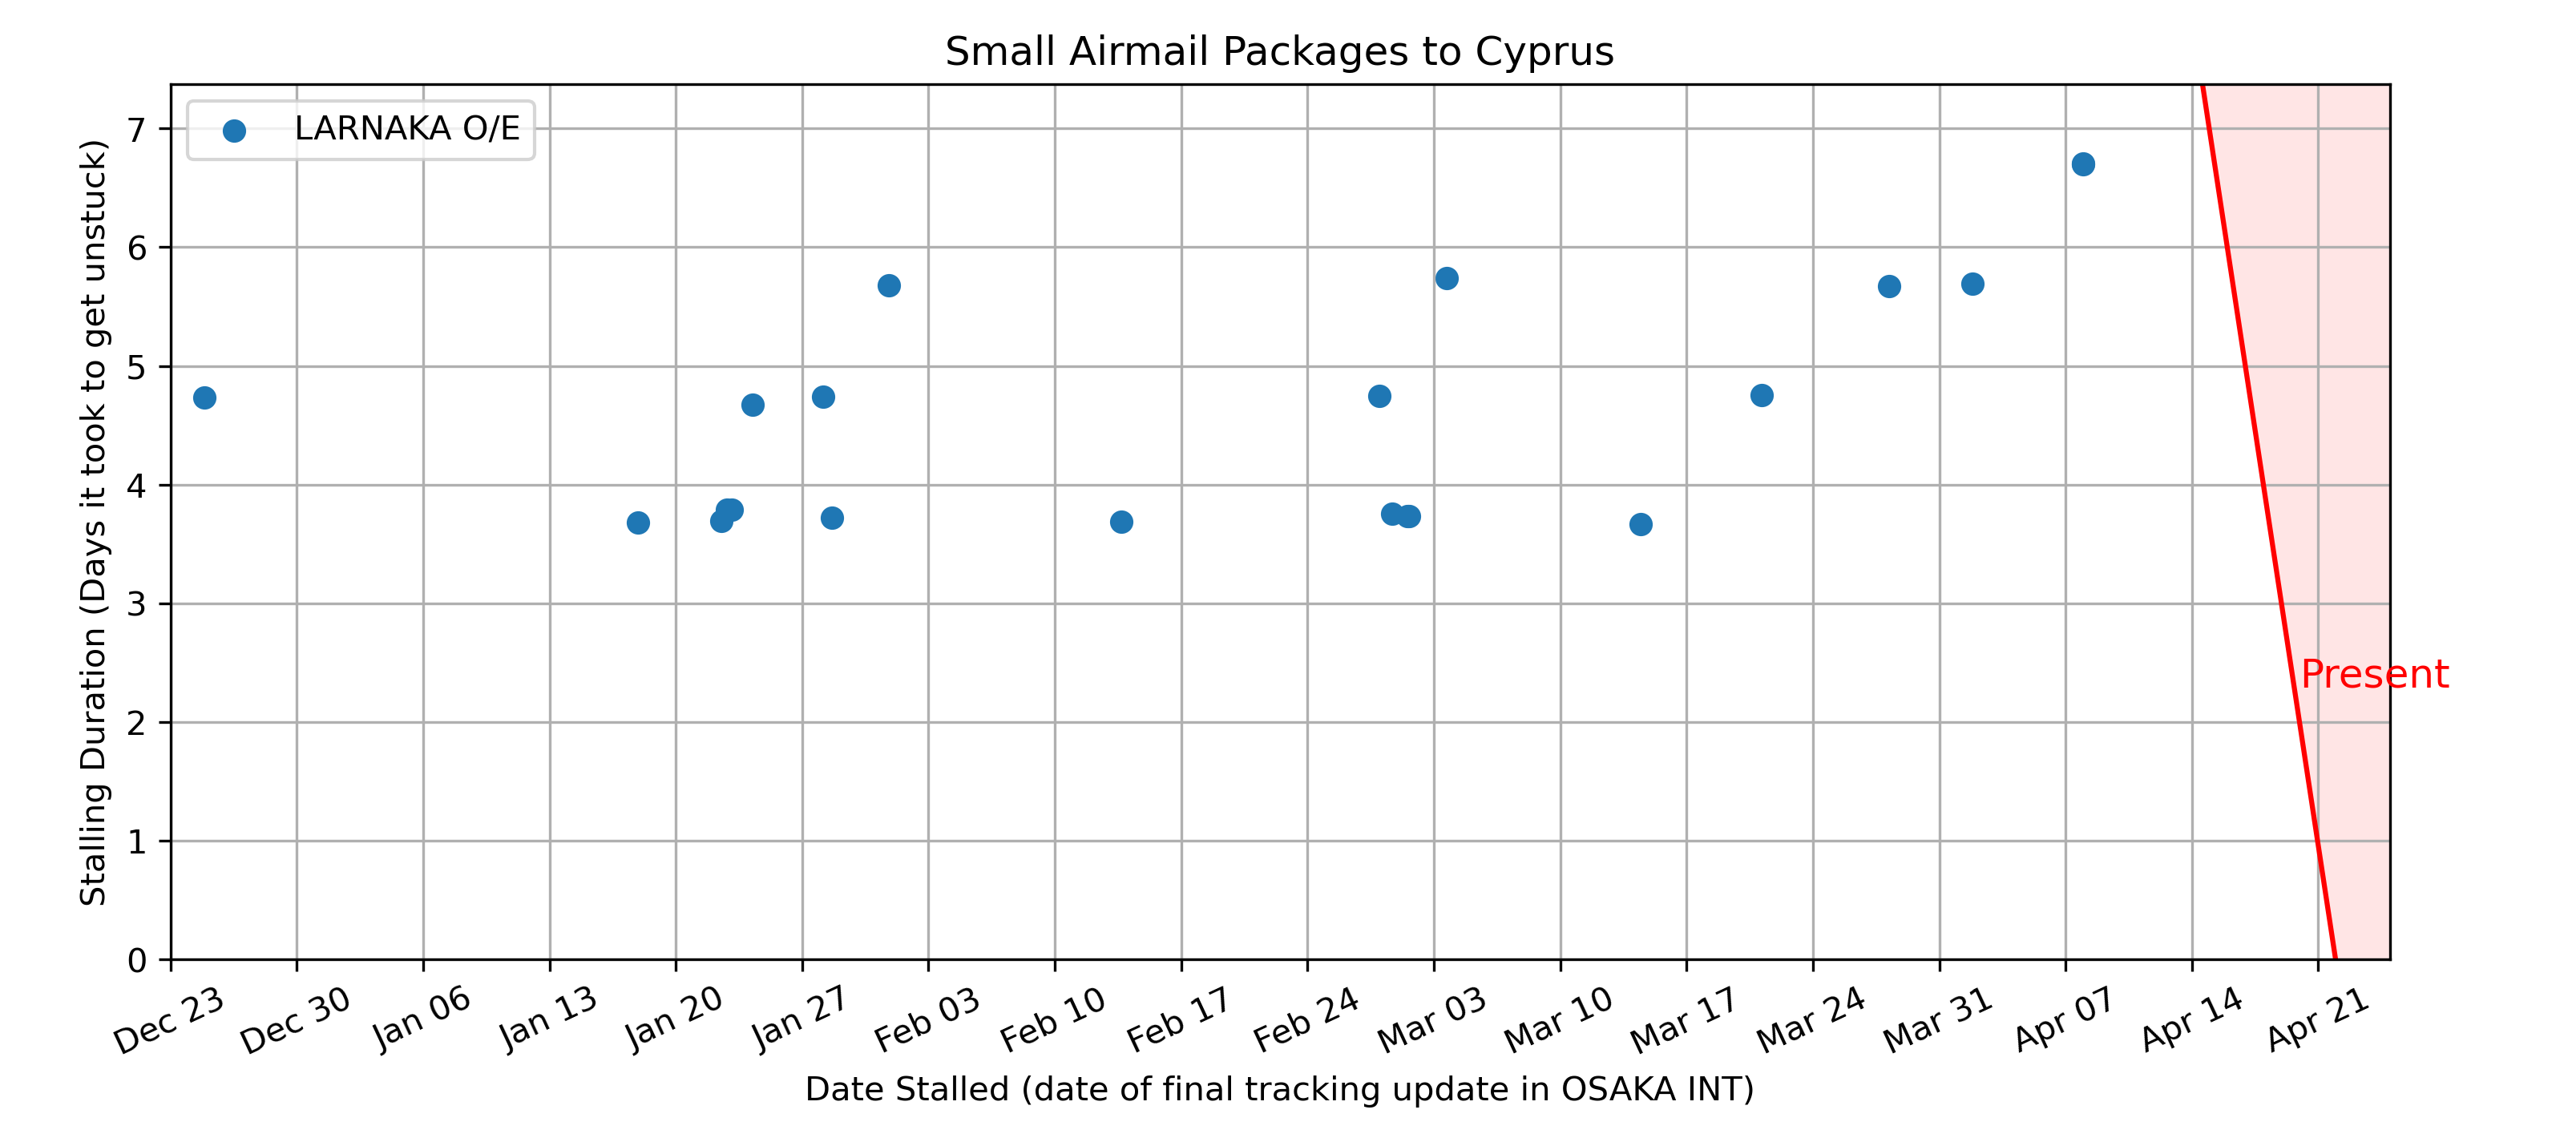 Small Airmail Packages to Cyprus
LARNAKA O/E
Stalling Duration (Days it took to get unstuck)
7
6
5
4
3
2
1
0
Present
Dec 23
Dec 30
Jan 06
Jan 13
Jan 20
Jan 27
Feb 03
Feb 10
Feb 17
Feb 24
Mar 03
Mar 10
Mar 17
Mar 24
Mar 31
Apr 07
Apr 14
Apr 21
Date Stalled (date of final tracking update in OSAKA INT)